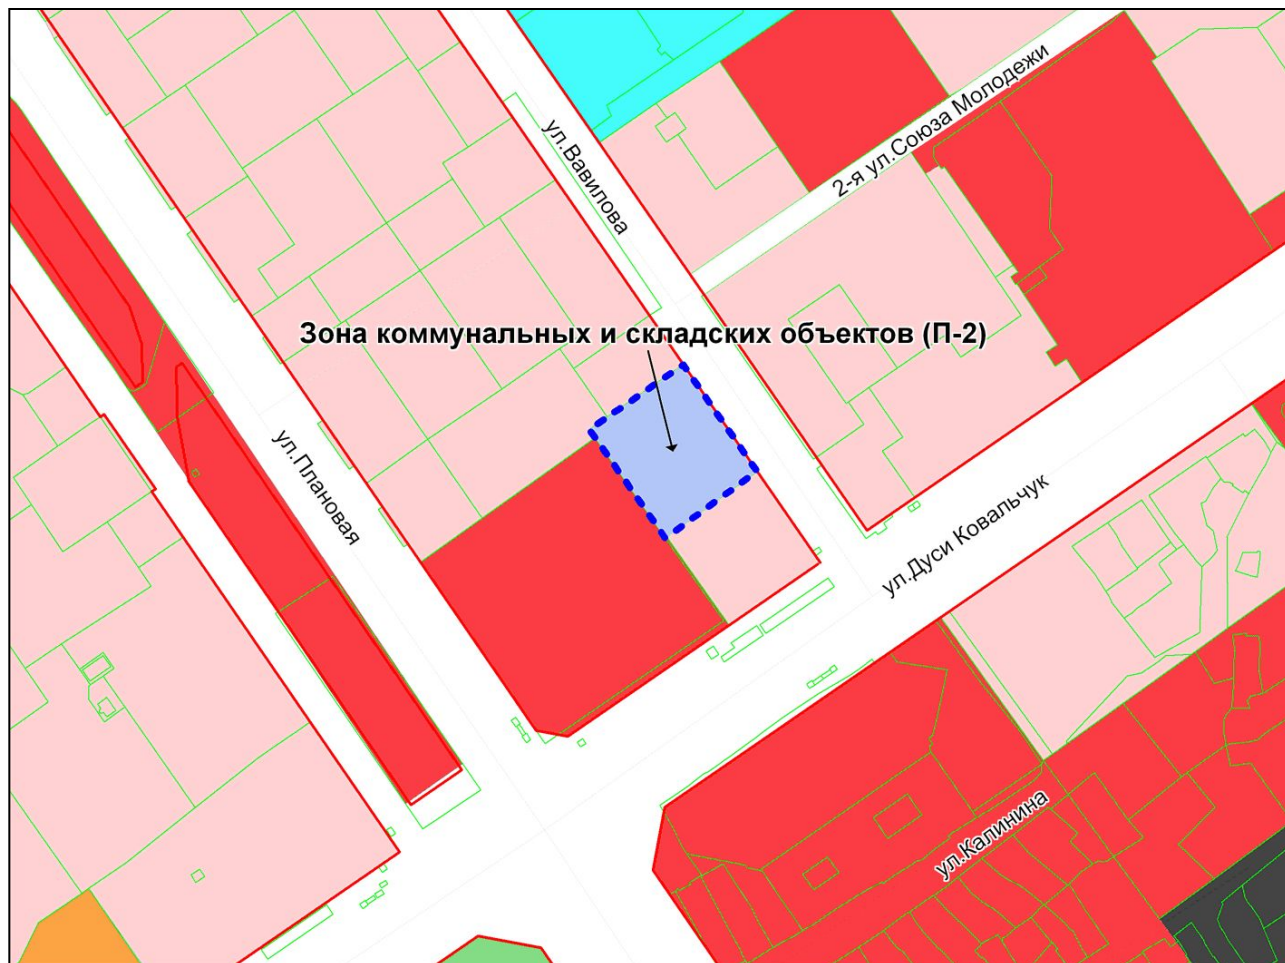 ул.Вавилова
2-я ул.Союза Молодежи
Зона коммунальных и складских объектов (П-2)
ул.Плановая
ул.Дуси Ковальчук
ул.Калинина